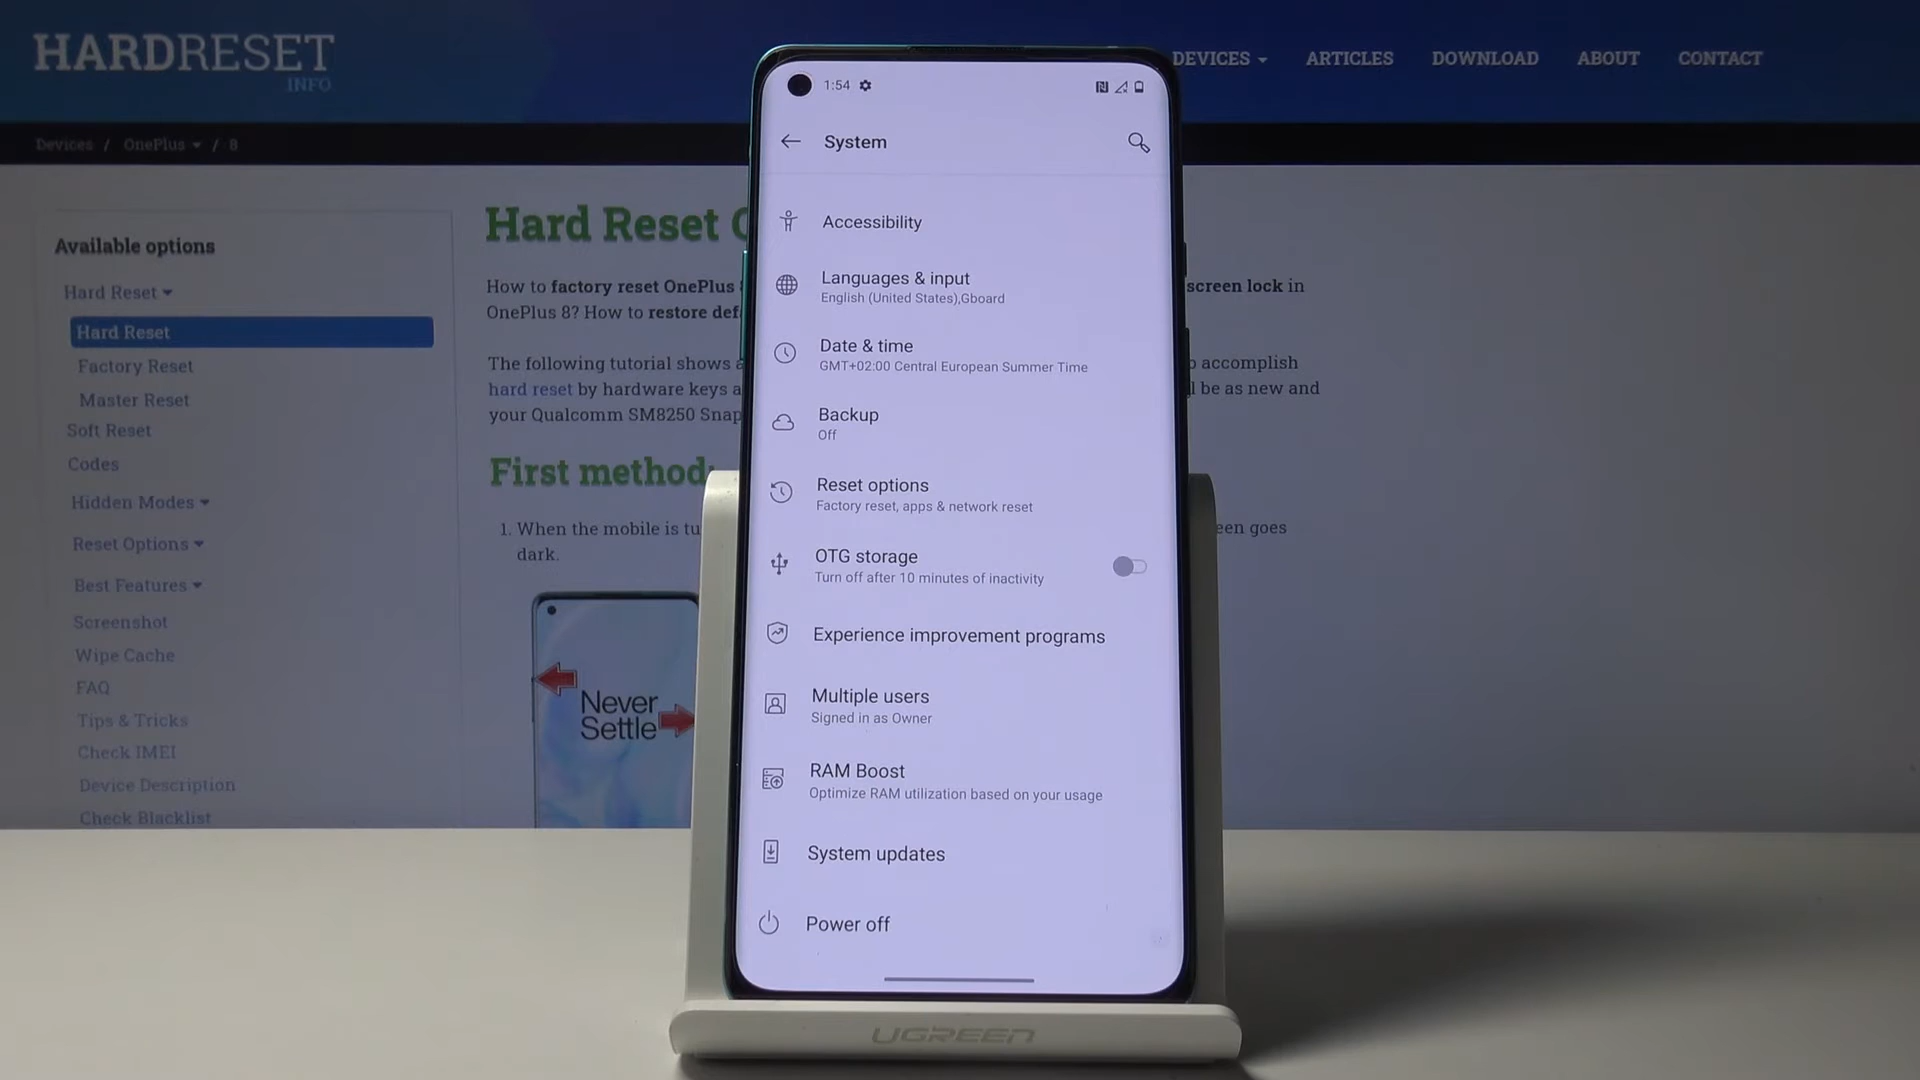 HARDRESET
.INFO
DEVICES
ARTICLES
DOWNLOAD
ABOUT
CONTACT
Devices / OnePlus / 8
Available options
Hard Reset
Hard Reset
Factory Reset
Master Reset
Soft Reset
Codes
Hidden Modes
Reset Options
Best Features
Screenshot
Wipe Cache
FAQ
Tips & Tricks
Check IMEI
Device Description
Check Blacklist
Hard Reset
How to factory reset OnePlus
screen lock in
OnePlus 8? How to restore
The following tutorial shows
accomplish
hard reset by hardware keys
be as new and
your Qualcomm SM8250
First method:
1. When the mobile is
goes
dark.
Never
Settle
1:54
System
Accessibility
Languages & input
English (United States),Gboard
Date & time
GMT+02:00 Central European Summer Time
Backup
Off
Reset options
Factory reset, apps & network reset
OTG storage
Turn off after 10 minutes of inactivity
Experience improvement programs
Multiple users
Signed in as Owner
RAM Boost
Optimize RAM utilization based on your usage
System updates
Power off
UGREEN